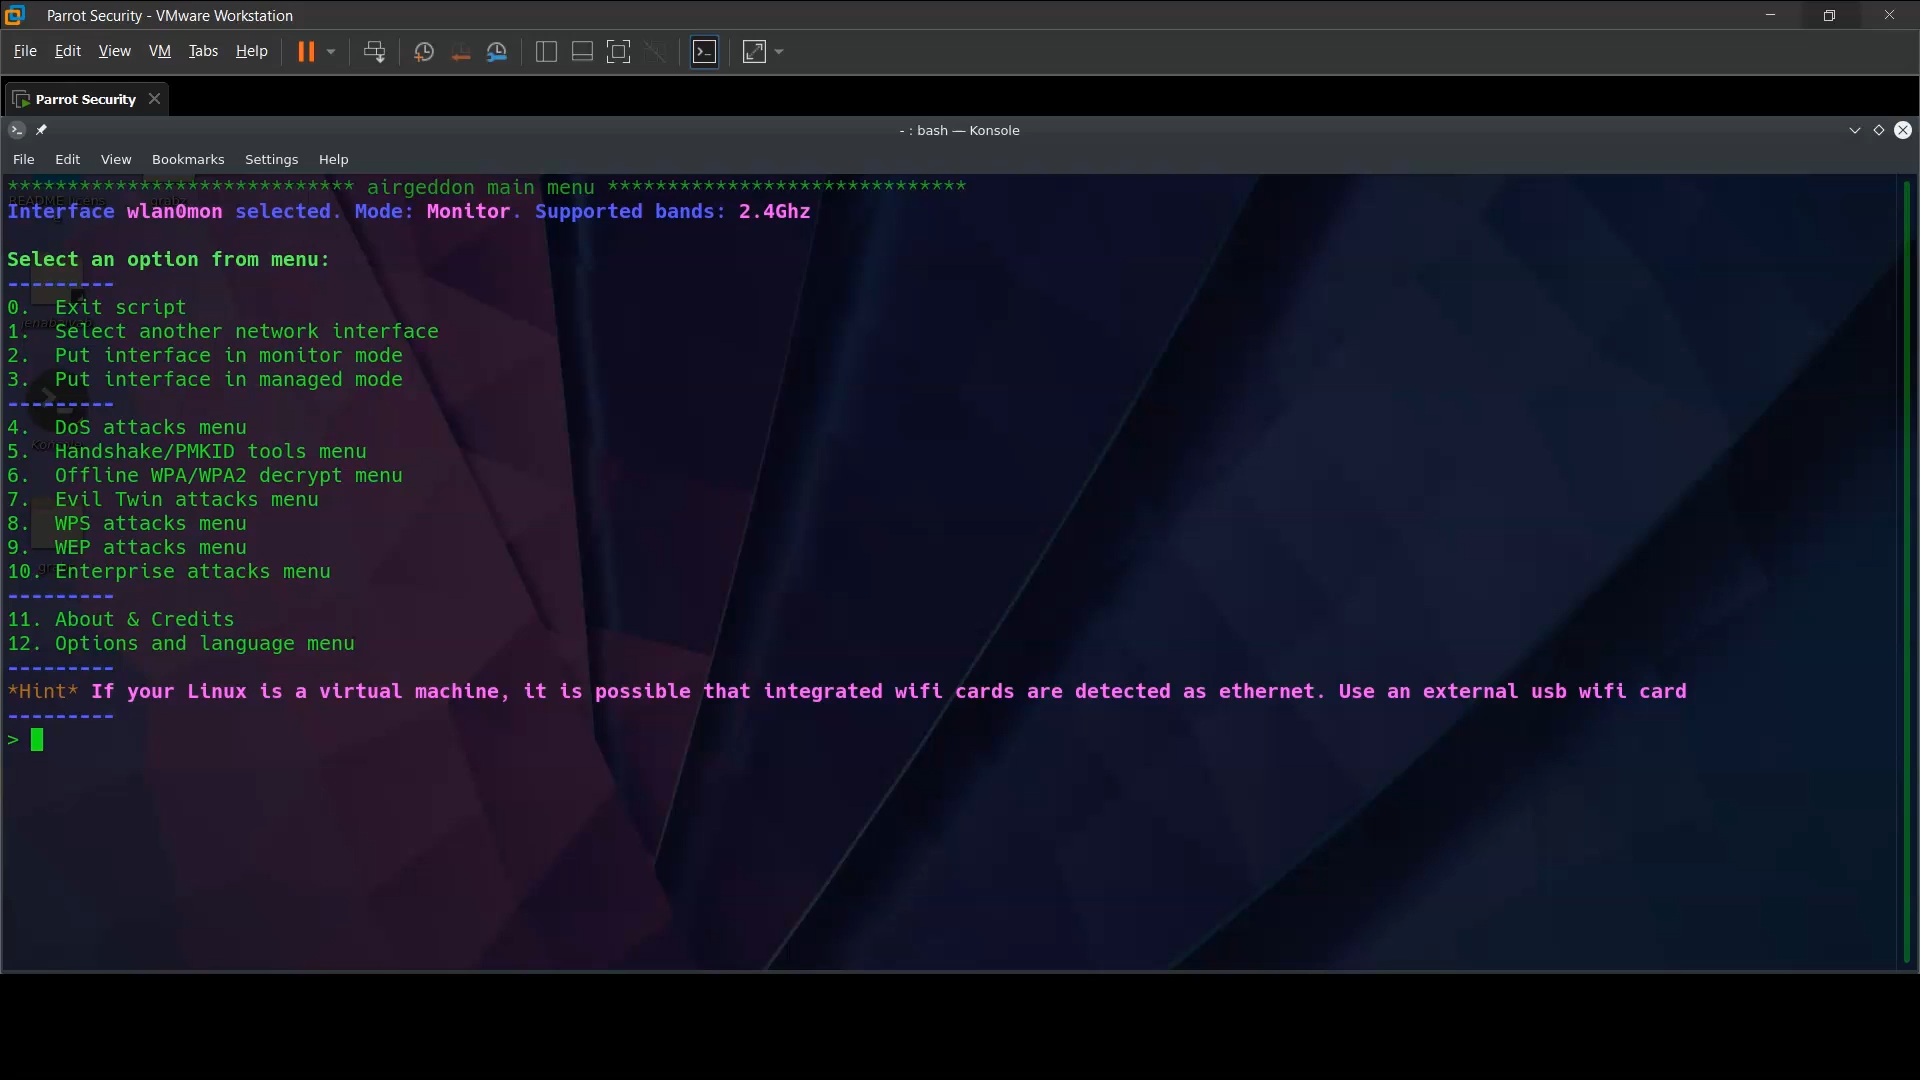 Parrot Security - VMware Workstation
File Edit View VM Tabs Help
Parrot Security
- : bash — Konsole
File Edit View Bookmarks Settings Help
***************************** airgeddon main menu ******************************
Interface wlan0mon selected. Mode: Monitor. Supported bands: 2.4Ghz
Select an option from menu:
---------
0. Exit script
1. Select another network interface
2. Put interface in monitor mode
3. Put interface in managed mode
---------
4. DoS attacks menu
5. Handshake/PMKID tools menu
6. Offline WPA/WPA2 decrypt menu
7. Evil Twin attacks menu
8. WPS attacks menu
9. WEP attacks menu
10. Enterprise attacks menu
---------
11. About & Credits
12. Options and language menu
---------
*Hint* If your Linux is a virtual machine, it is possible that integrated wifi cards are detected as ethernet. Use an external usb wifi card
---------
>